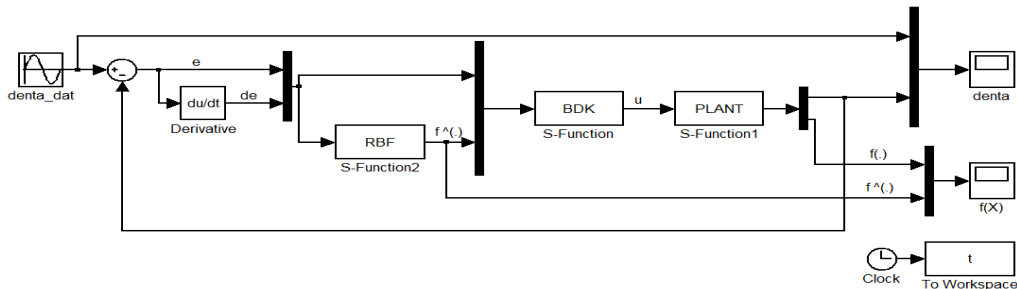 denta_dat
+
-
e
du/dt
Derivative
de
RBF
S-Function2
f ^(.)
BDK
S-Function
u
PLANT
S-Function1
denta
f(.)
f ^(.)
f(X)
Clock
t
To Workspace